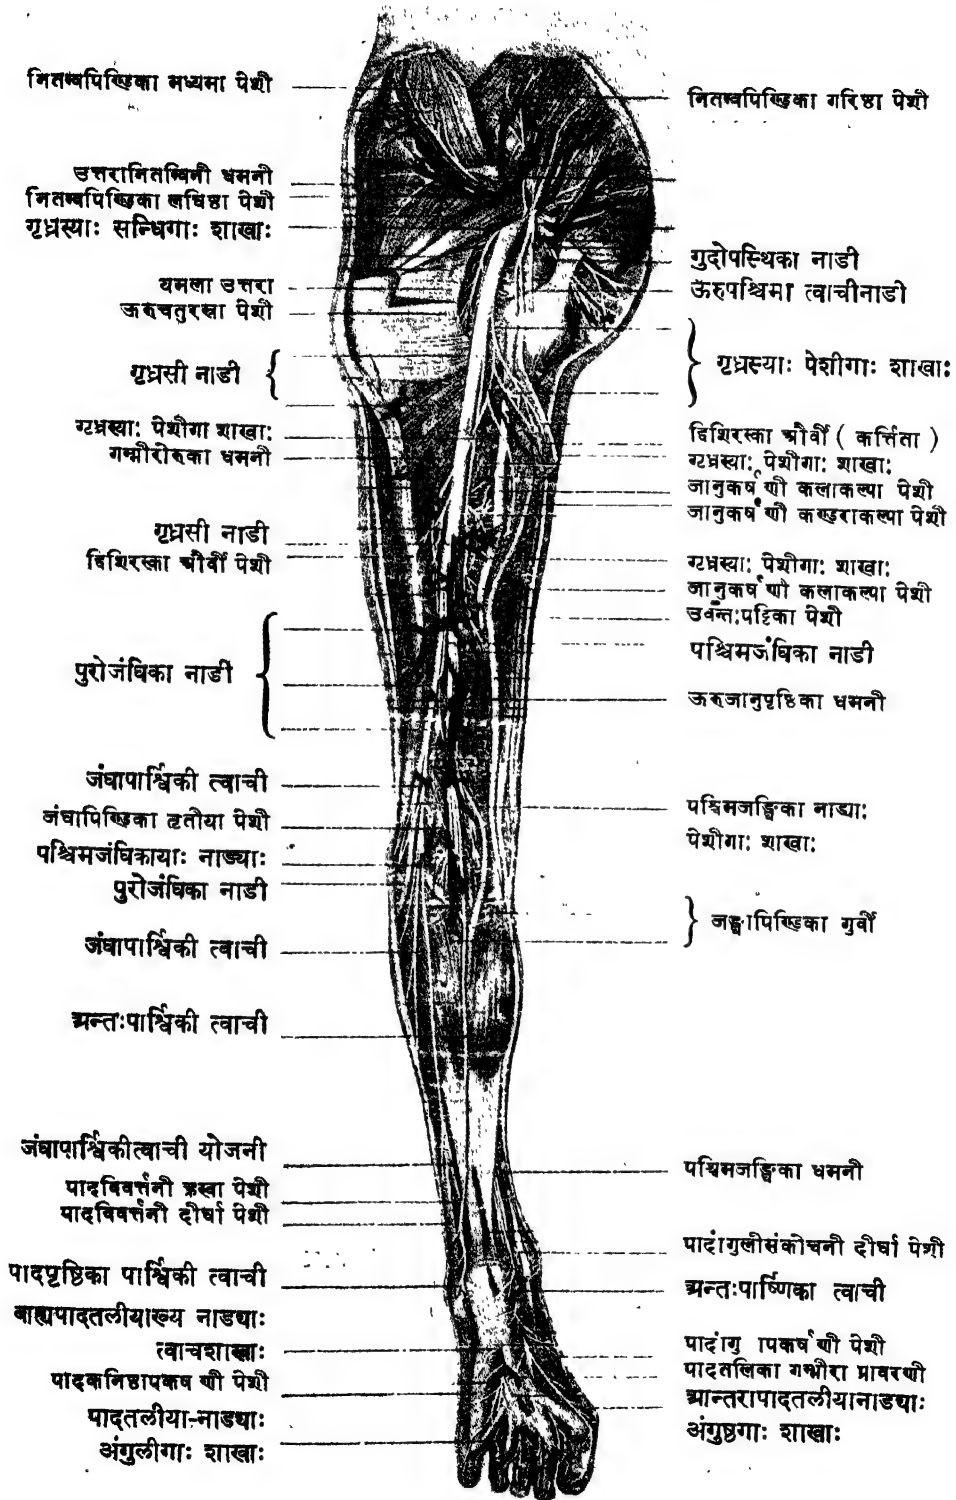 नितम्बपिण्डिका मध्यमा पेशी
उत्तरानितम्बिनी धमनी
नितम्बपिण्डिका लघिष्ठा पेशी
गृध्रस्याः सन्धिगाः शाखाः
यमला उत्तरा
ऊरुचतुरस्रा पेशी
गृध्रसी नाडी
गृध्रस्याः पेशीगा शाखाः
गम्भीरोरुका धमनी
गृध्रसी नाडी
द्विशिरस्का और्वी पेशी
पुरोजंघिका नाडी
जंघापार्श्विकी त्वाची
जंघापिण्डिका तृतीया पेशी
पश्चिमजंघिकायाः नाड्याः
पुरोजंघिका नाडी
जंघापार्श्विकी त्वाची
अन्तःपार्श्विकी त्वाची
जंघापार्श्विकीत्वाची योजनी
पादविवर्त्तनी ह्रस्वा पेशी
पादविवर्त्तनी दीर्घा पेशी
पादपृष्ठिका पार्श्विकी त्वाची
बाह्यपादतलीयाख्य नाड्याः
त्वाचशाखाः
पादकनिष्ठापकर्षणी पेशी
पादतलीया-नाड्याः
अंगुलीगाः शाखाः
नितम्बपिण्डिका गरिष्ठा पेशी
गुदोपस्थिका नाडी
ऊरुपश्चिमा त्वाचीनाडी
गृध्रस्याः पेशीगाः शाखाः
द्विशिरस्का और्वी ( कर्त्तिता )
गृध्रस्याः पेशीगाः शाखाः
जानुकर्षणी कलाकल्पा पेशी
जानुकर्षणी कण्डराकल्पा पेशी
गृध्रस्याः पेशीगाः शाखाः
जानुकर्षणी कलाकल्पा पेशी
उर्वन्तःपट्टिका पेशी
पश्चिमजंघिका नाडी
ऊरुजानुपृष्ठिका धमनी
पश्चिमजङ्घिका नाड्याः
पेशीगाः शाखाः
जङ्घापिण्डिका गुर्वी
पश्चिमजङ्घिका धमनी
पादांगुलीसंकोचनी दीर्घा पेशी
अन्तःपार्ष्णिका त्वाची
पादांगु ापकर्षणी पेशी
पादतलिका गम्भीरा प्रावरणी
आन्तरापादतलीयानाड्याः
अंगुष्ठगाः शाखाः